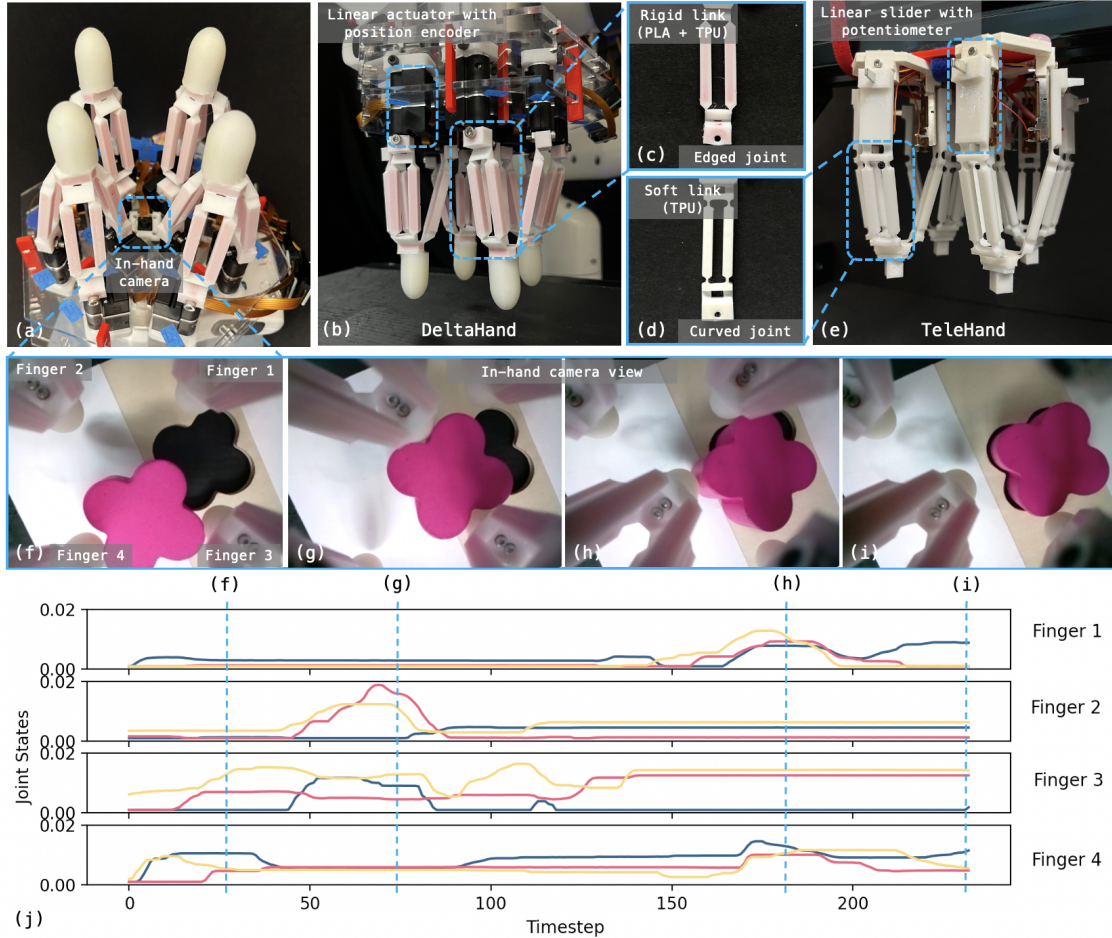 In-hand
camera
(a)
Linear actuator with
position encoder
(b)
DeltaHand
Rigid link
(PLA + TPU)
(c)
Edged joint
Soft link
(TPU)
(d)
Curved joint
Linear slider with
potentiometer
(e)
TeleHand
Finger 2
Finger 1
In-hand camera view
(f)
Finger 4
Finger 3
(g)
(h)
(i)
(f)
(g)
(h)
(i)
0.02
0.00
Finger 1
0.02
0.00
Finger 2
0.02
0.00
Finger 3
0.02
0.00
Finger 4
Joint States
0
50
100
150
200
Timestep
(j)